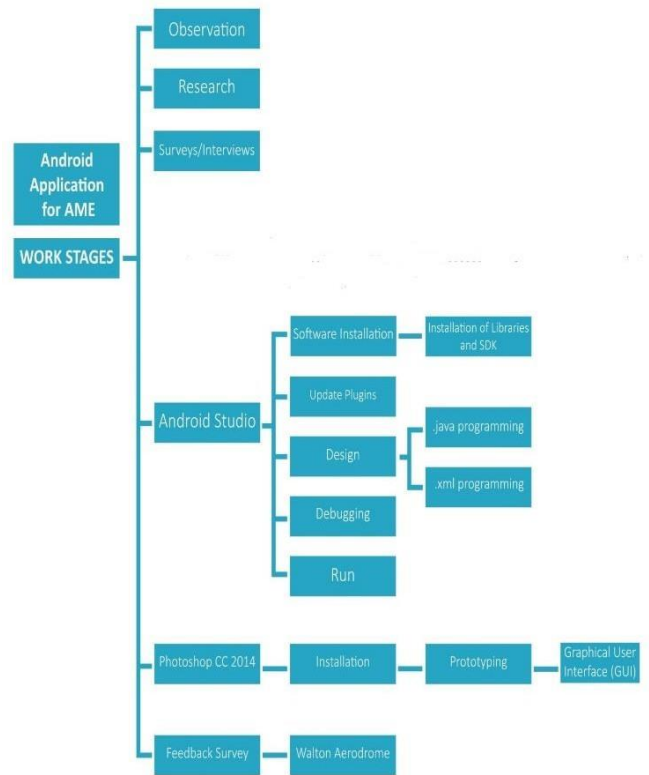 Observation
Research
Surveys/Interviews
Android
Application
for AME
WORK STAGES
Android Studio
Software Installation
Installation of Libraries
and SDK
Update Plugins
Design
.java programming
.xml programming
Debugging
Run
Photoshop CC 2014
Installation
Prototyping
Graphical User
Interface (GUI)
Feedback Survey
Walton Aerodrome